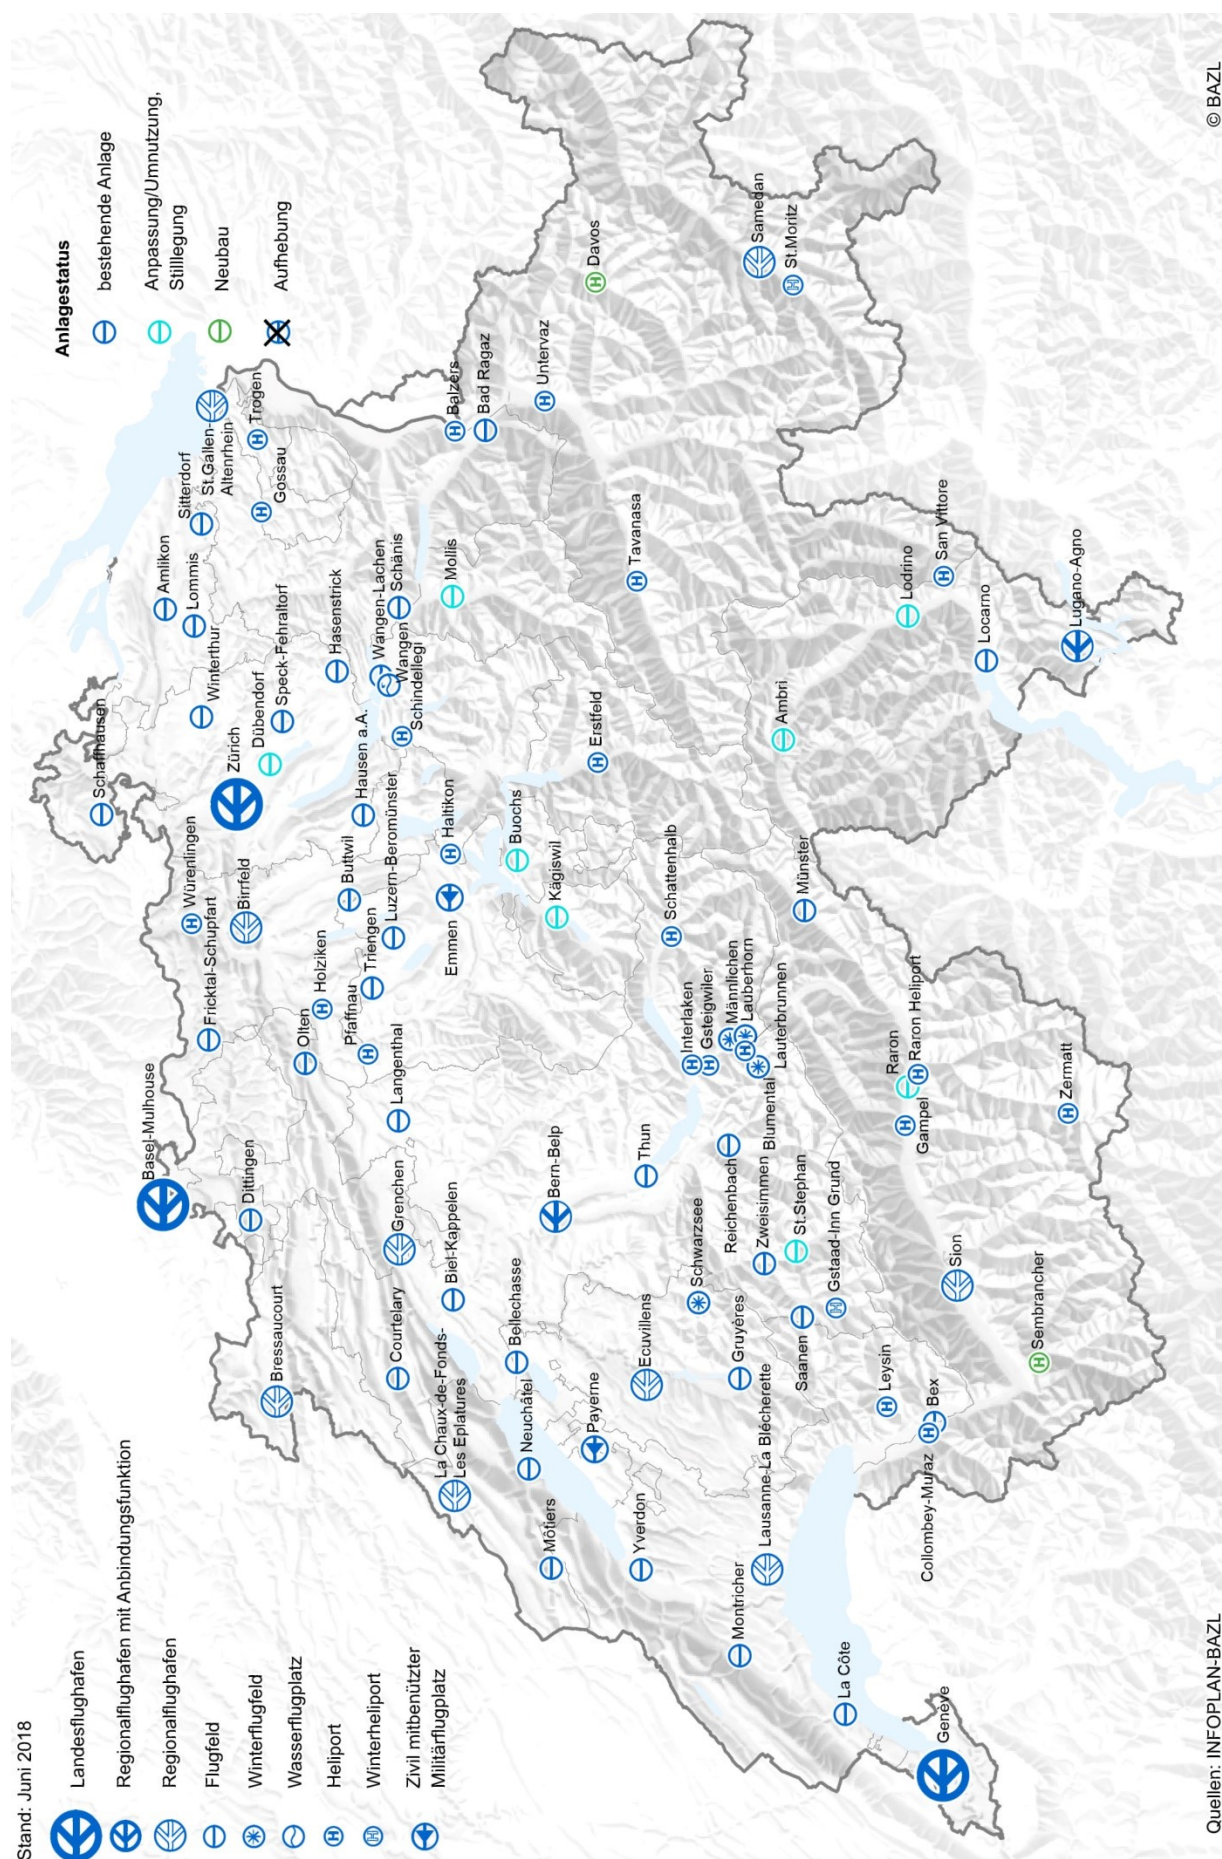 Stand: Juni 2018
Landesflughafen
Regionalflughafen mit Anbindungsfunktion
Regionalflughafen
Flugfeld
Winterflugfeld
Wasserflugplatz
Heliport
Winterheliport
Zivil mitbenützter
Militärflugplatz
Anlagestatus
bestehende Anlage
Anpassung/Umnutzung,
Stilllegung
Neubau
Aufhebung
Schaffhausen
Basel-Mulhouse
Fricktal-Schupfart
Würenlingen
Birrfeld
Zürich
Dübendorf
Winterthur
Speck-Fehraltorf
Amlikon
Lommis
Sitterdorf
St.Gallen-
Altenrhein
Trogen
Gossau
Hasenstrick
Dittingen
Bressaucourt
Olten
Holziken
Pfaffnau
Triengen
Buttwil
Hausen a.A.
Luzern-Beromünster
Langenthal
Grenchen
Courtelary
Biel-Kappelen
La Chaux-de-Fonds-
Les Eplatures
Wangen-Lachen
Wangen
Schänis
Schindellegi
Mollis
Balzers
Bad Ragaz
Untervaz
Haltikon
Emmen
Buochs
Kägiswil
Erstfeld
Bellechasse
Neuchâtel
Môtiers
Payerne
Bern-Belp
Davos
Tavanasa
Schattenhalb
Interlaken
Gsteigwiler
Männlichen
Lauberhorn
Lauterbrunnen
Blumental
Thun
Reichenbach
Schwarzsee
Ecuvillens
Yverdon
Gruyères
Zweisimmen
St.Stephan
Saanen
Gstaad-Inn Grund
Montricher
Lausanne-La Blécherette
La Côte
Genève
Leysin
Bex
Collombey-Muraz
Sion
Sembrancher
Gampel
Raron
Raron Heliport
Zermatt
Münster
Ambri
Lodrino
San Vittore
Locarno
Lugano-Agno
Samedan
St.Moritz
Quellen: INFOPLAN-BAZL
© BAZL